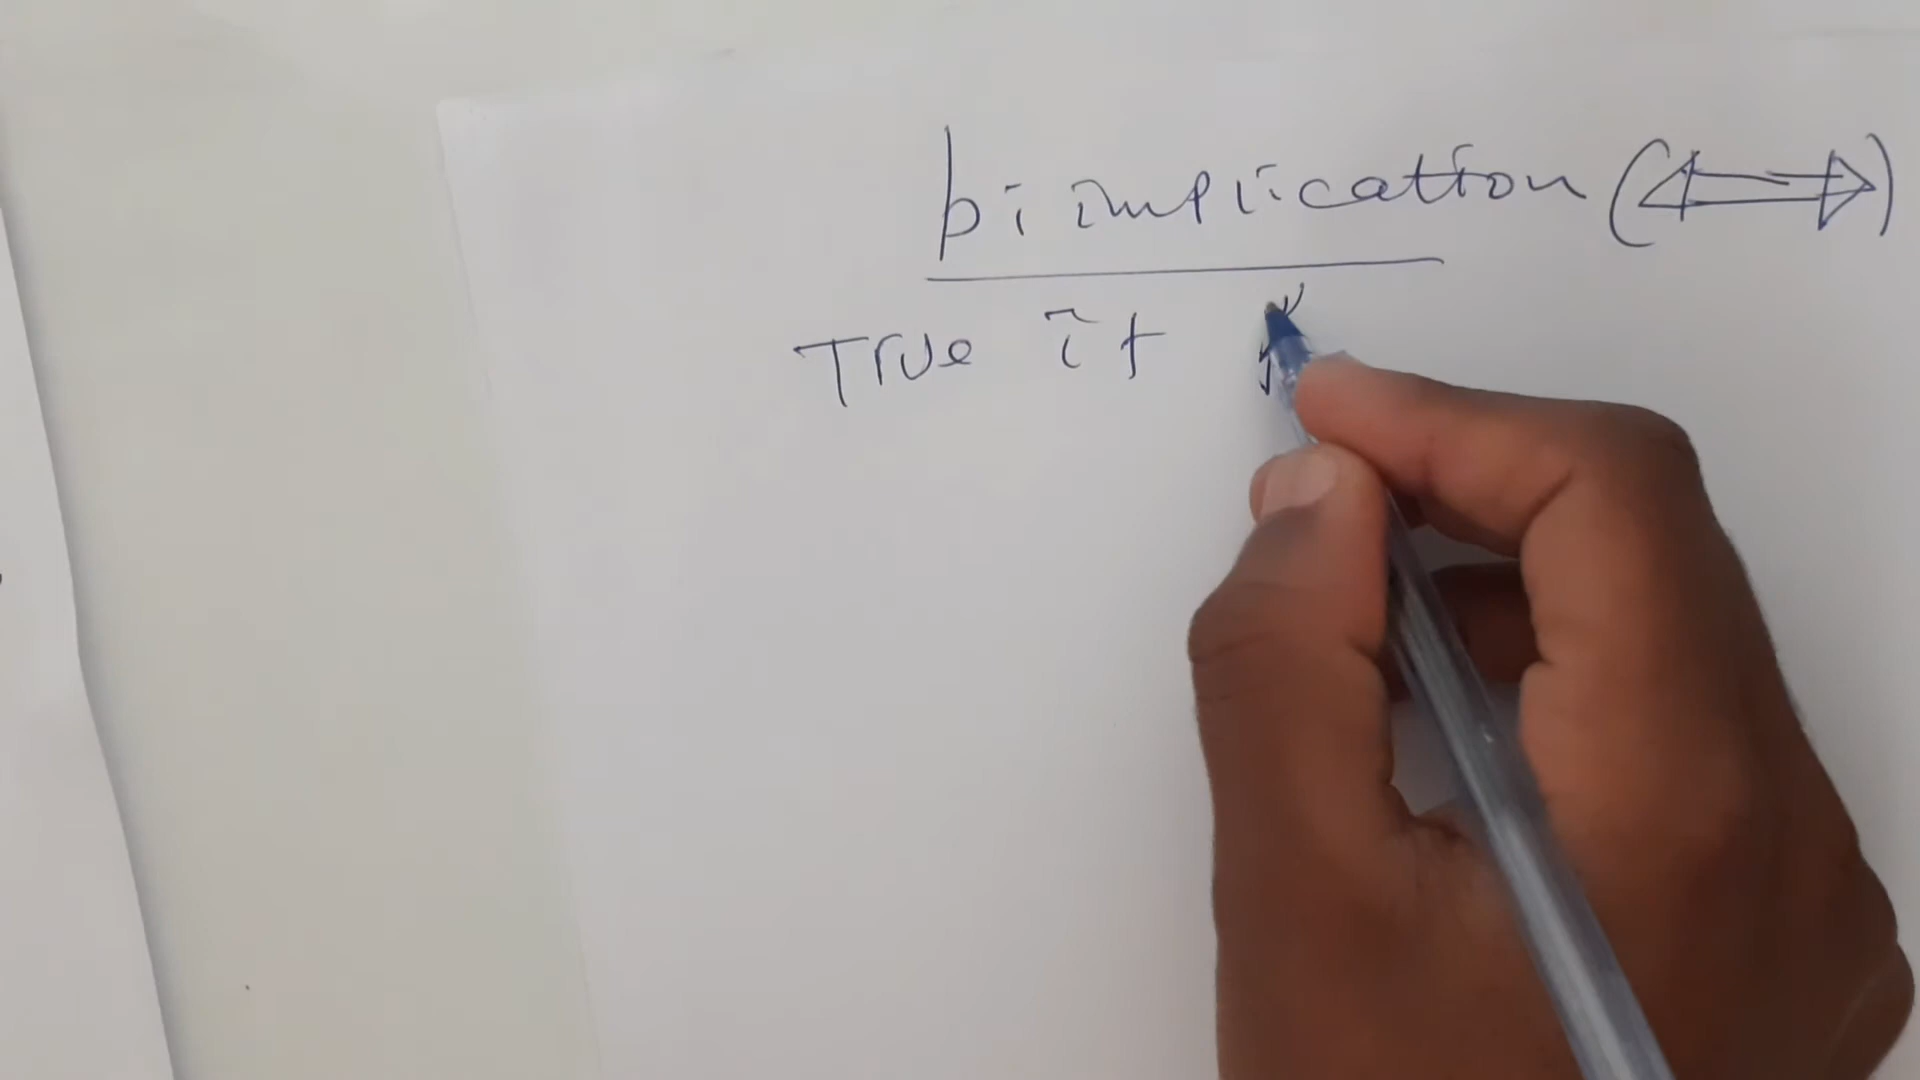 bi implication (⟺)
True if